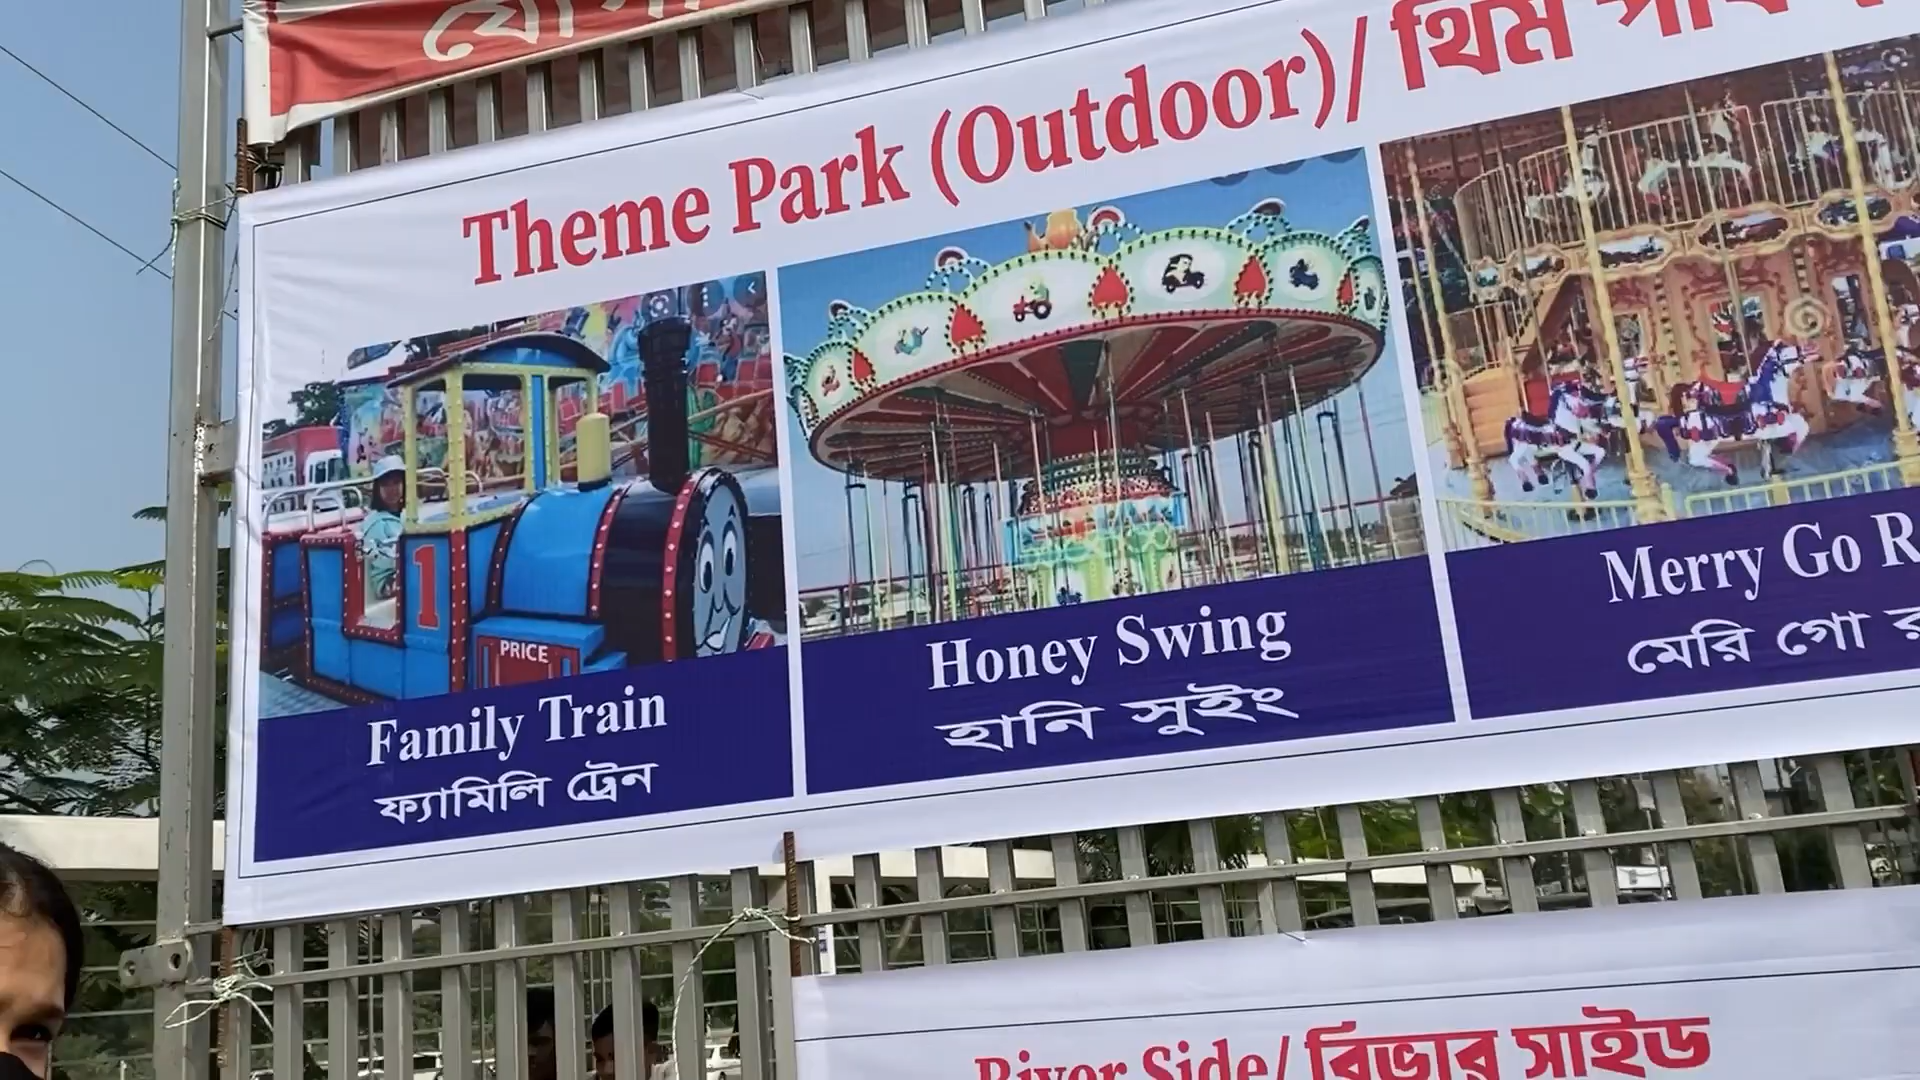 Theme Park (Outdoor)/ থিম পার্ক
1
PRICE
Family Train
ফ্যামিলি ট্রেন
Honey Swing
হানি সুইং
Merry Go
মেরি গো
River Side/ রিভার সাইড